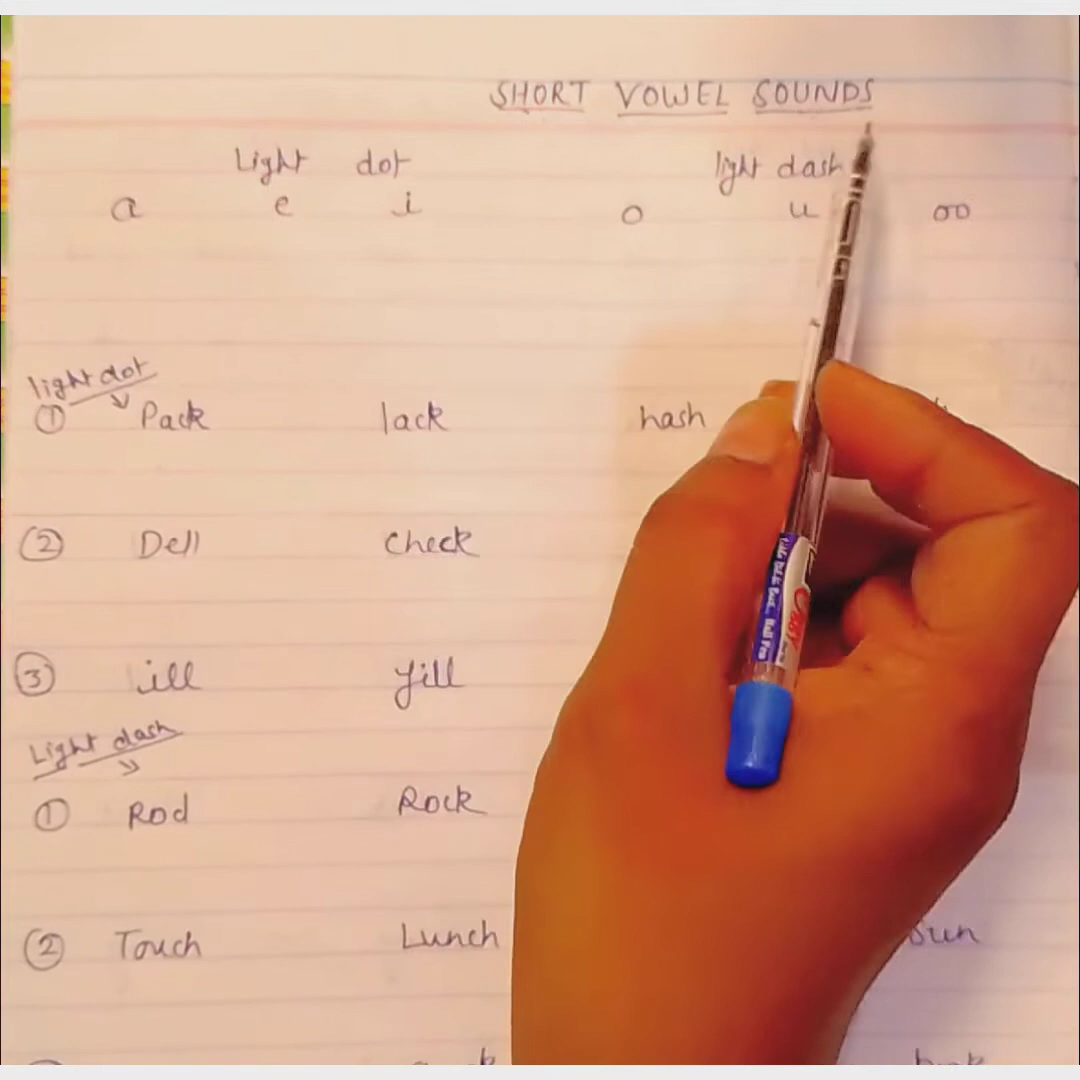 SHORT VOWEL SOUNDS
Light dot light dash
a e i o u oo
light dot
① Pack lack hash
② Dell Check
③ ill Jill
Light dash
① Rod Rock
② Touch Lunch Sun